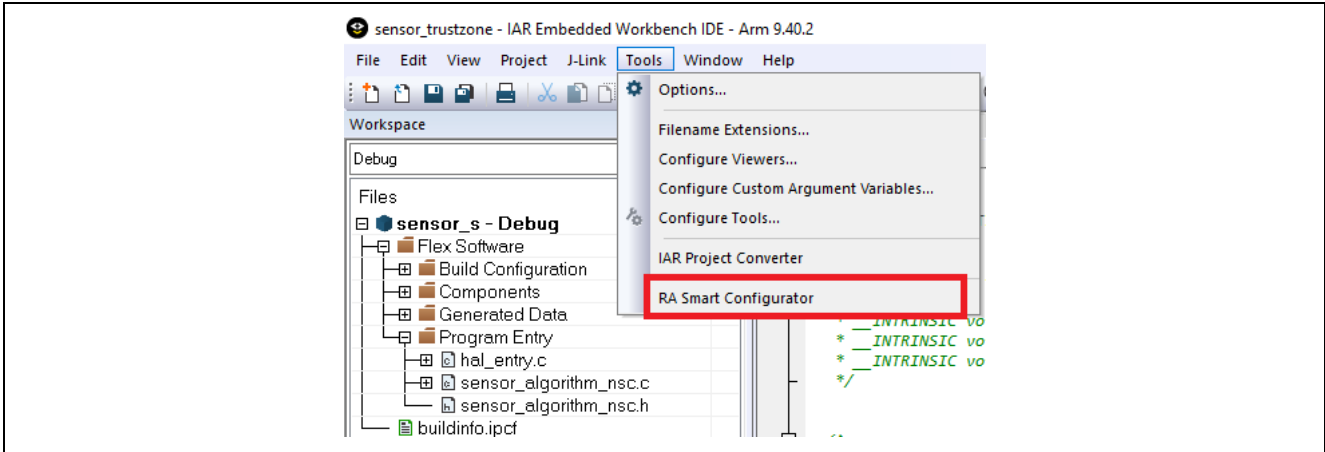 sensor_trustzone - IAR Embedded Workbench IDE - Arm 9.40.2
File Edit View Project J-Link Tools Window Help
Options...
Workspace
Filename Extensions...
Debug
Configure Viewers...
Configure Custom Argument Variables...
Files
Configure Tools...
sensor_s - Debug
Flex Software
IAR Project Converter
Build Configuration
Components
RA Smart Configurator
Generated Data
* __INTRINSIC vo
Program Entry
* __INTRINSIC vo
hal_entry.c
* __INTRINSIC vo
sensor_algorithm_nsc.c
*/
sensor_algorithm_nsc.h
buildinfo.ipcf